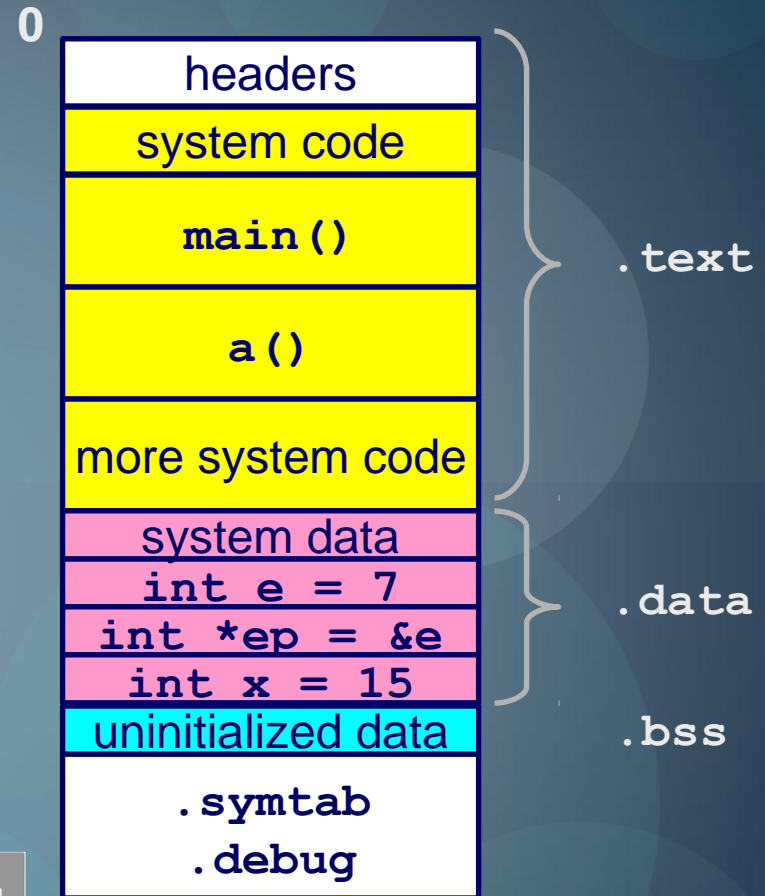 0
headers
system code
main()
a()
more system code
.text
system data
int e = 7
int *ep = &e
int x = 15
.data
uninitialized data
.bss
.symtab
.debug